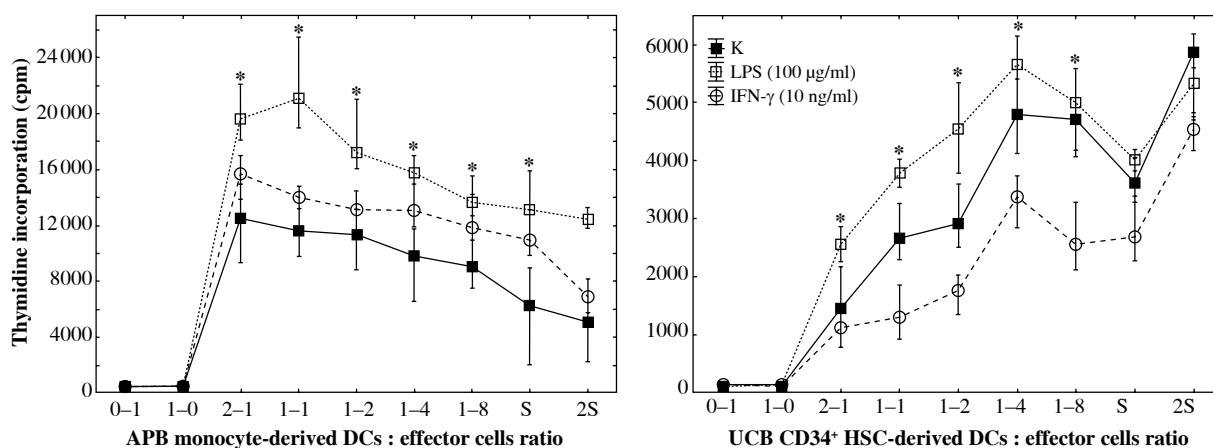 Thymidine incorporation (cpm)
24 000
20 000
16 000
12 000
8000
4000
0
* * * * * *
0–1 1–0 2–1 1–1 1–2 1–4 1–8 S 2S
APB monocyte-derived DCs : effector cells ratio
6000
5000
4000
3000
2000
1000
0
K
LPS (100 μg/ml)
IFN-γ (10 ng/ml)
* * * * *
0–1 1–0 2–1 1–1 1–2 1–4 1–8 S 2S
UCB CD34⁺ HSC-derived DCs : effector cells ratio